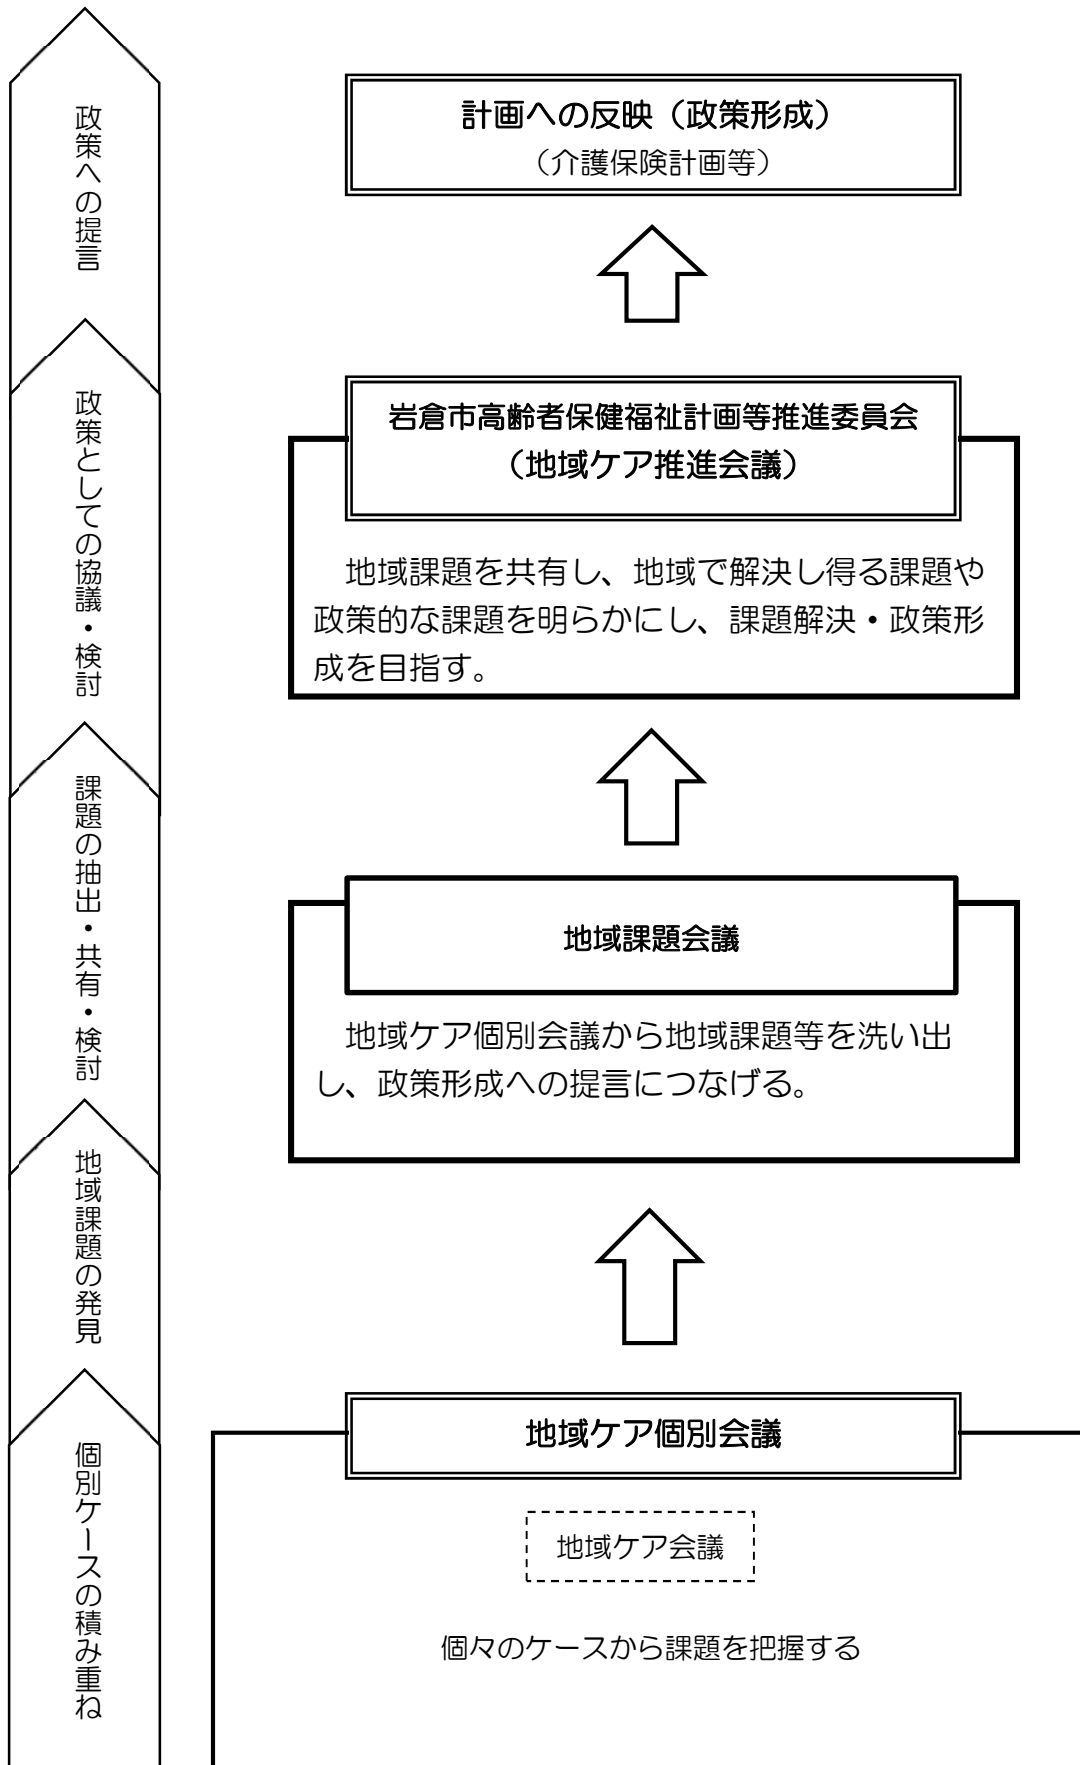 政策への提言
計画への反映（政策形成）
（介護保険計画等）
政策としての協議・検討
岩倉市高齢者保健福祉計画等推進委員会
（地域ケア推進会議）
地域課題を共有し、地域で解決し得る課題や
政策的な課題を明らかにし、課題解決・政策形
成を目指す。
課題の抽出・共有・検討
地域課題会議
地域ケア個別会議から地域課題等を洗い出
し、政策形成への提言につなげる。
地域課題の発見
個別ケースの積み重ね
地域ケア個別会議
地域ケア会議
個々のケースから課題を把握する